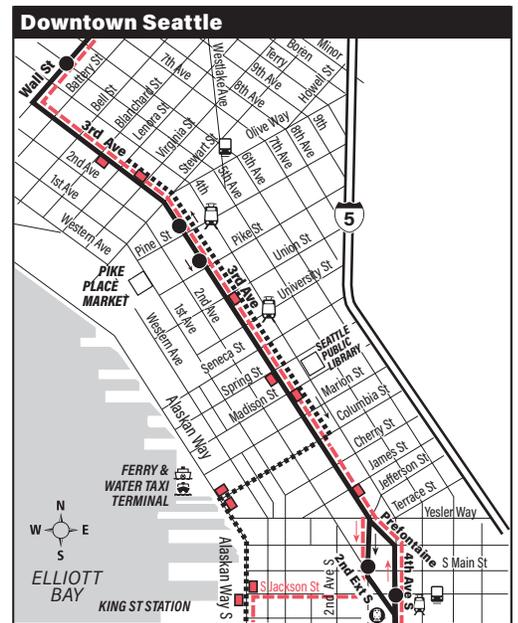 Downtown Seattle
Wall St
Battery St
Bell St
Blanchard St
Lenora St
Virginia St
Stewart St
7th Ave
Westlake Ave
Terry
Boren
Minor
9th Ave
8th Ave
Howell St
Olive Way
9th
8th Ave
7th Ave
6th Ave
5th Ave
4th
3rd Ave
2nd Ave
1st Ave
Western Ave
Pine St
Pike St
Union St
University St
5
PIKE
PLACE
MARKET
3rd Ave
2nd Ave
1st Ave
Western Ave
Seneca St
Spring St
Madison St
SEATTLE
PUBLIC
LIBRARY
Marion St
Columbia St
Cherry St
James St
Jefferson St
Terrace St
Yesler Way
Alaskan Way
FERRY &
WATER TAXI
TERMINAL
N
W
E
S
ELLIOTT
BAY
Alaskan Way S
KING ST STATION
S Jackson St
2nd Ave S
2nd Ext S
Prefontaine
4th Ave S
S Main St